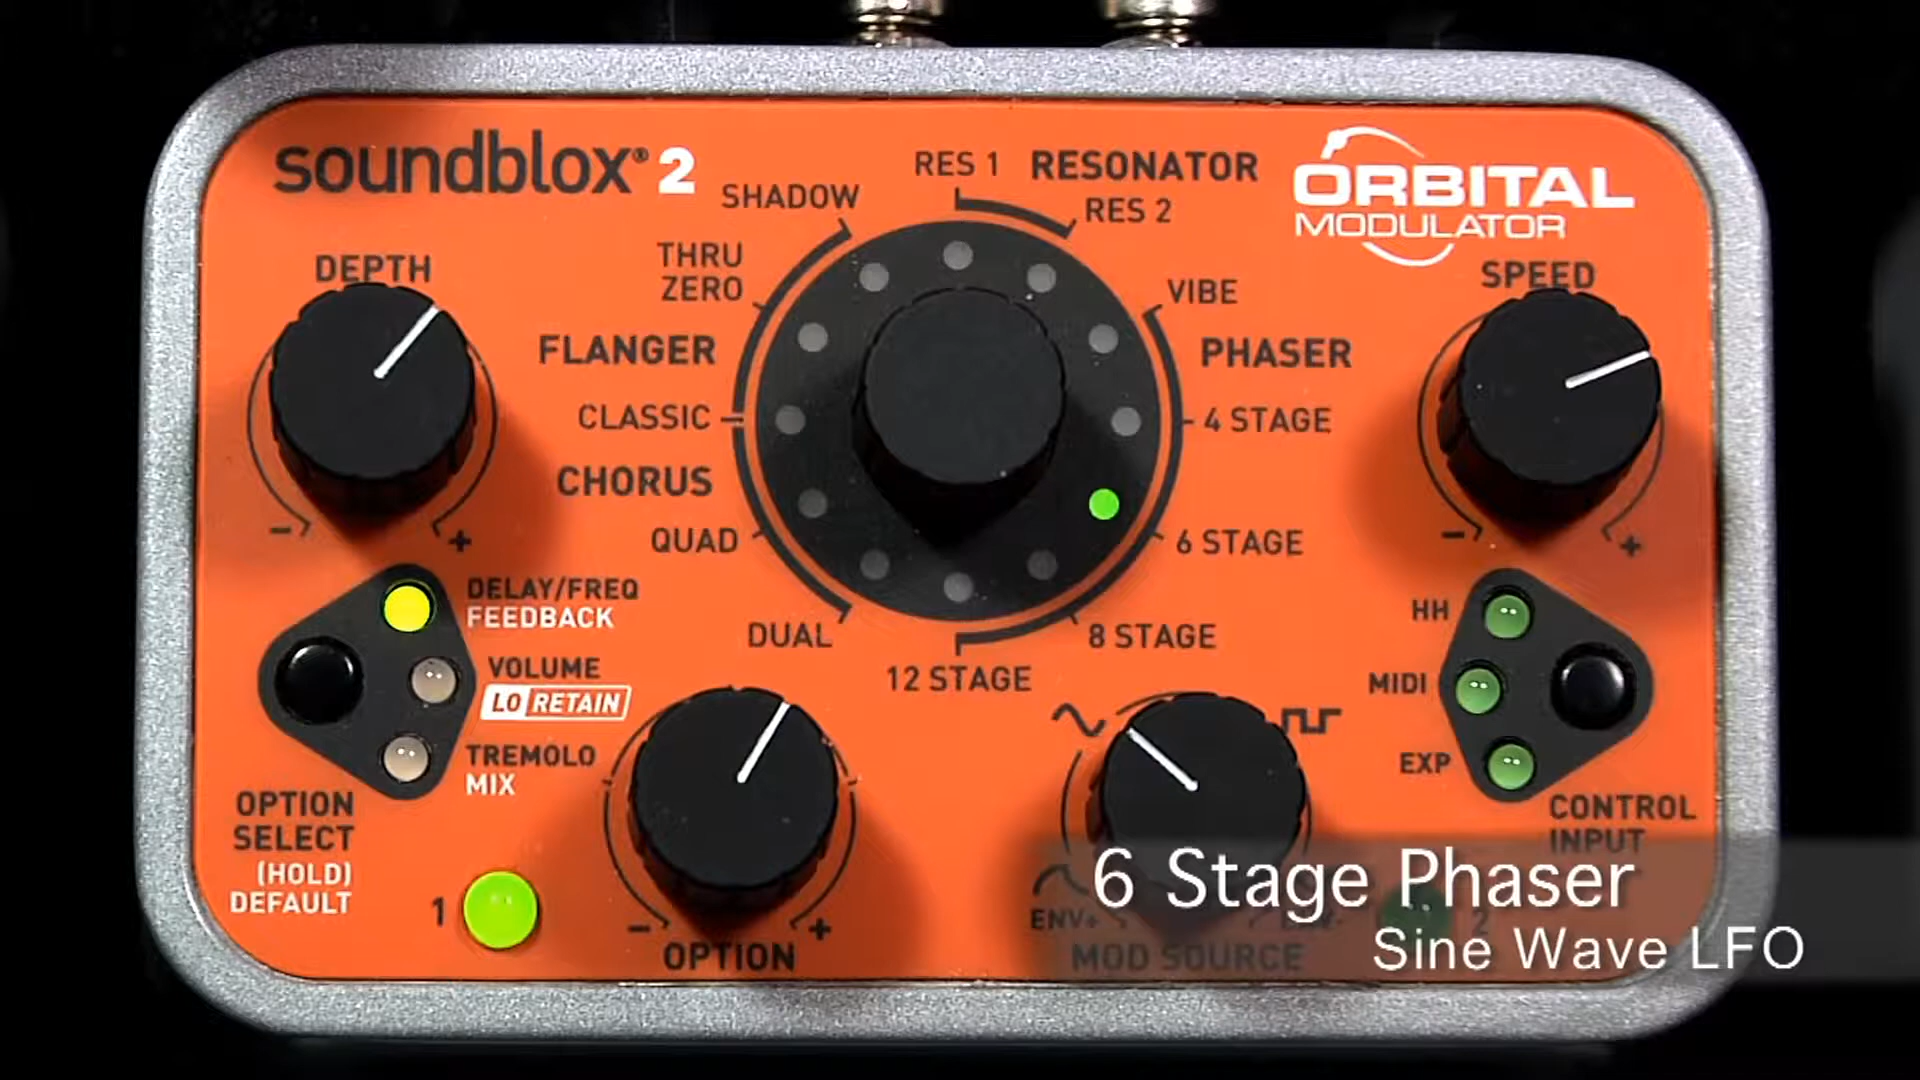 soundblox® 2
RES 1 RESONATOR
RES 2
SHADOW
ORBITAL
MODULATOR
THRU
ZERO
DEPTH
SPEED
VIBE
FLANGER
PHASER
CLASSIC
4 STAGE
CHORUS
QUAD
6 STAGE
- +
- +
DUAL
8 STAGE
12 STAGE
DELAY/FREQ
FEEDBACK
VOLUME
LO RETAIN
TREMOLO
MIX
HH
MIDI
EXP
OPTION
SELECT
(HOLD)
DEFAULT
CONTROL
INPUT
1
- +
OPTION
ENV+
2
MOD SOURCE
6 Stage Phaser
Sine Wave LFO